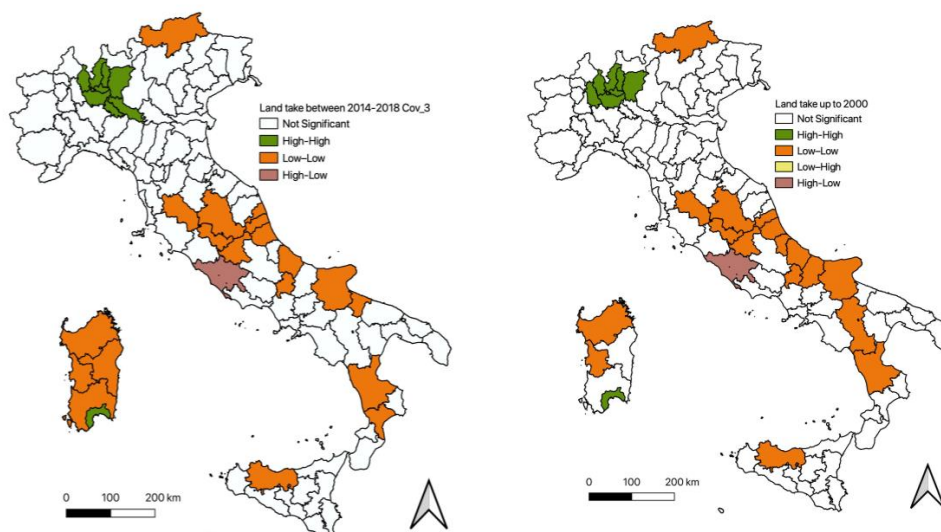 Land take between 2014-2018 Cov_3
Not Significant
High-High
Low-Low
High-Low
0 100 200 km
Land take up to 2000
Not Significant
High-High
Low-Low
Low-High
High-Low
0 100 200 km